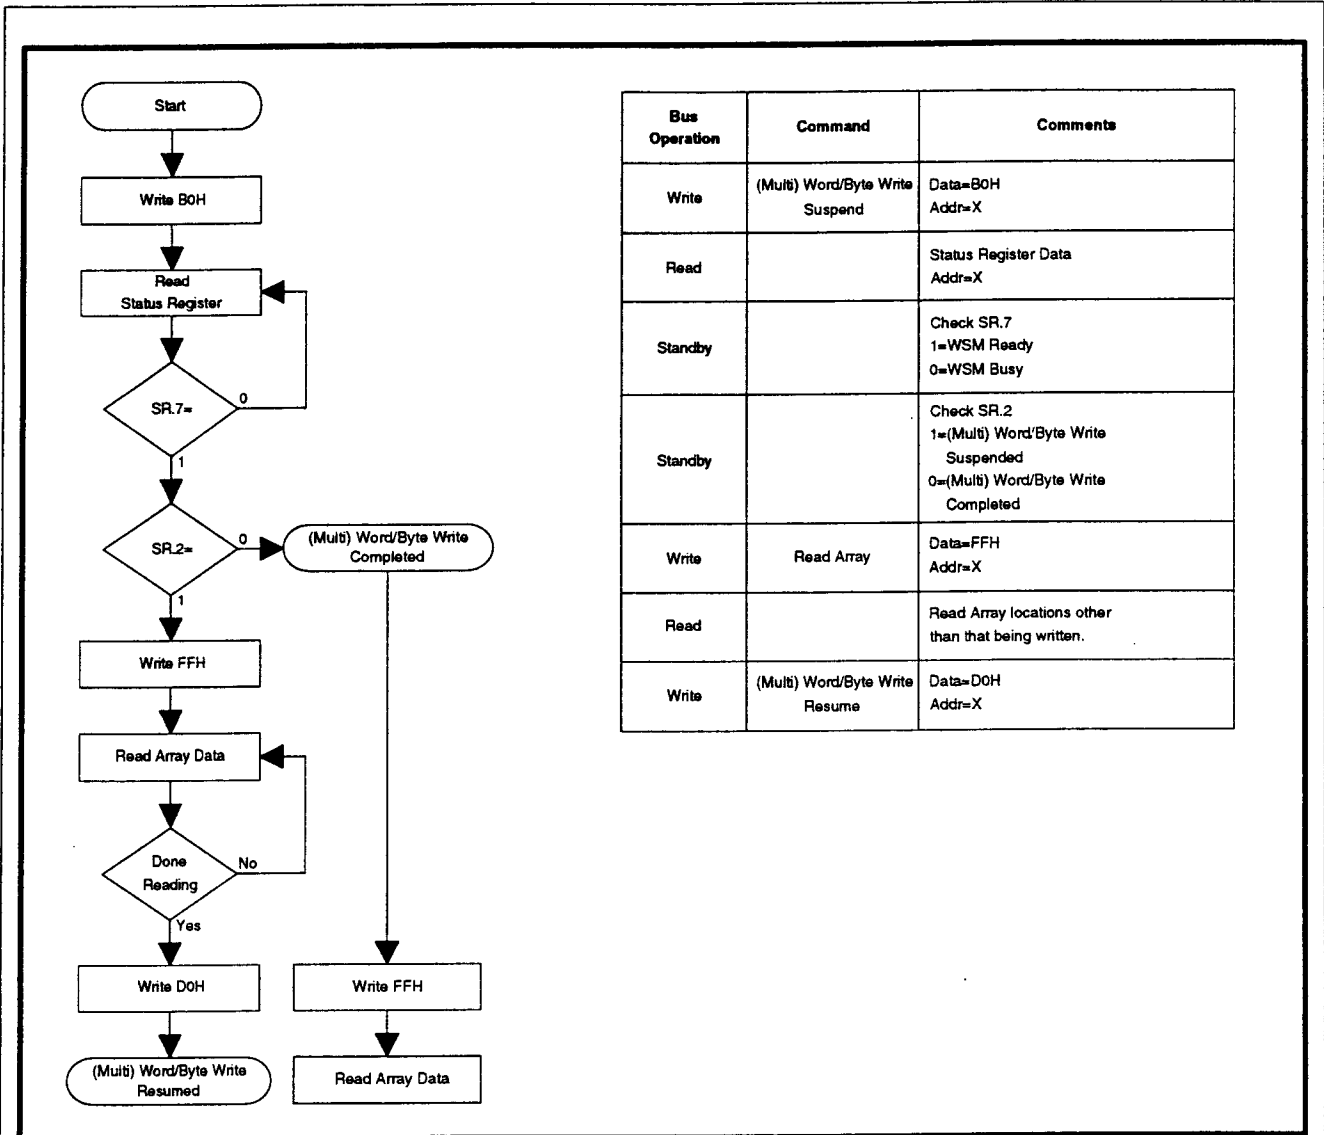 Start
Write B0H
Read
Status Register
SR.7=
0
1
SR.2=
0
(Multi) Word/Byte Write
Completed
1
Write FFH
Read Array Data
Done
Reading
No
Yes
Write D0H
Write FFH
(Multi) Word/Byte Write
Resumed
Read Array Data
Bus
Operation
Command
Comments
Write
(Multi) Word/Byte Write
Suspend
Data=B0H
Addr=X
Read
Status Register Data
Addr=X
Standby
Check SR.7
1=WSM Ready
0=WSM Busy
Standby
Check SR.2
1=(Multi) Word/Byte Write
Suspended
0=(Multi) Word/Byte Write
Completed
Write
Read Array
Data=FFH
Addr=X
Read
Read Array locations other
than that being written.
Write
(Multi) Word/Byte Write
Resume
Data=D0H
Addr=X